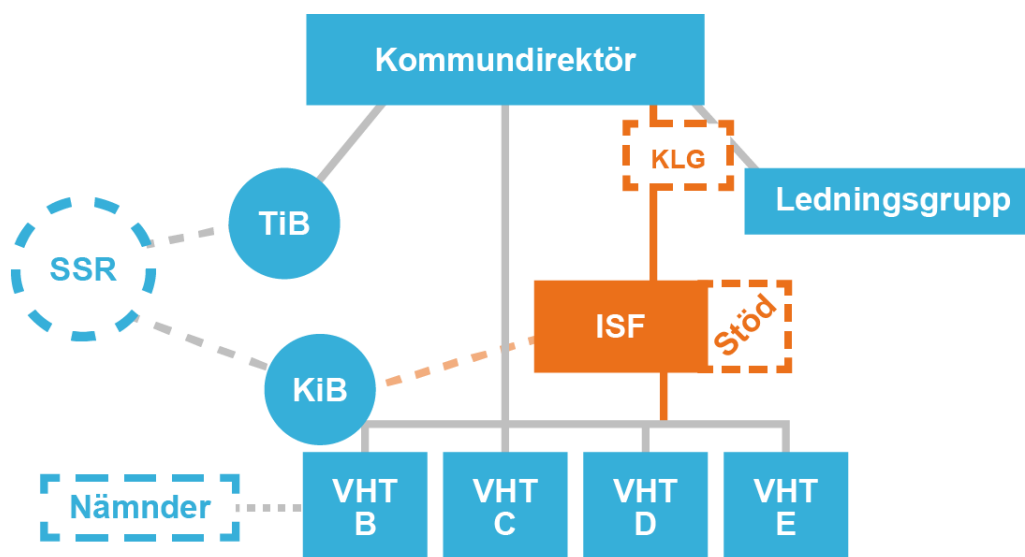 Kommundirektör
KLG
Ledningsgrupp
TiB
SSR
ISF
Stöd
KiB
VHT
B
VHT
C
VHT
D
VHT
E
Nämnder